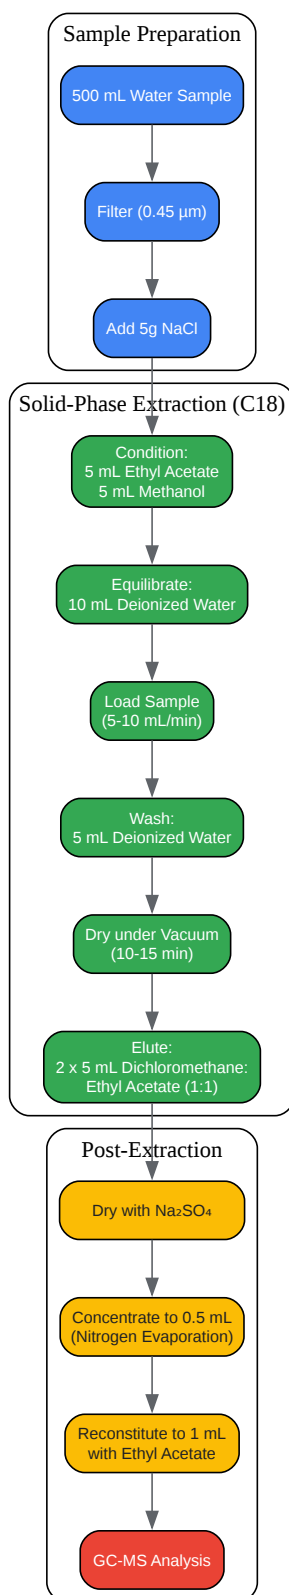 Sample Preparation
500 mL Water Sample
Filter (0.45 µm)
Add 5g NaCl
Solid-Phase Extraction (C18)
Condition:
5 mL Ethyl Acetate
5 mL Methanol
Equilibrate:
10 mL Deionized Water
Load Sample
(5-10 mL/min)
Wash:
5 mL Deionized Water
Dry under Vacuum
(10-15 min)
Elute:
2 x 5 mL Dichloromethane:
Ethyl Acetate (1:1)
Post-Extraction
Dry with Na₂SO₄
Concentrate to 0.5 mL
(Nitrogen Evaporation)
Reconstitute to 1 mL
with Ethyl Acetate
GC-MS Analysis